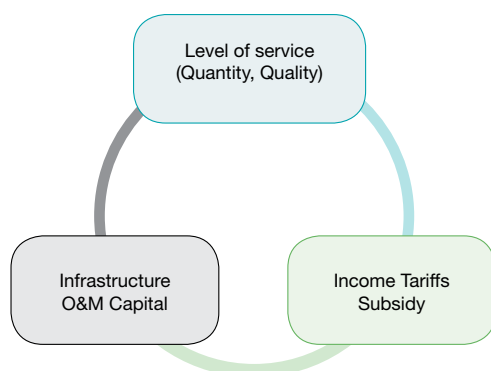 Level of service
(Quantity, Quality)
Infrastructure
O&M Capital
Income Tariffs
Subsidy